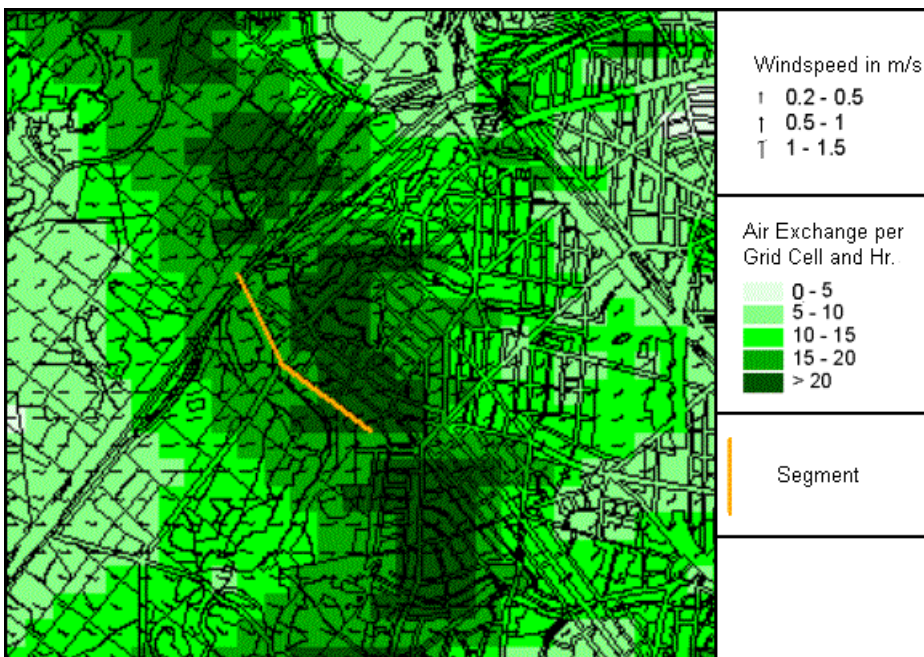 Windspeed in m/s
0.2 - 0.5
0.5 - 1
1 - 1.5
Air Exchange per
Grid Cell and Hr.
0 - 5
5 - 10
10 - 15
15 - 20
> 20
Segment